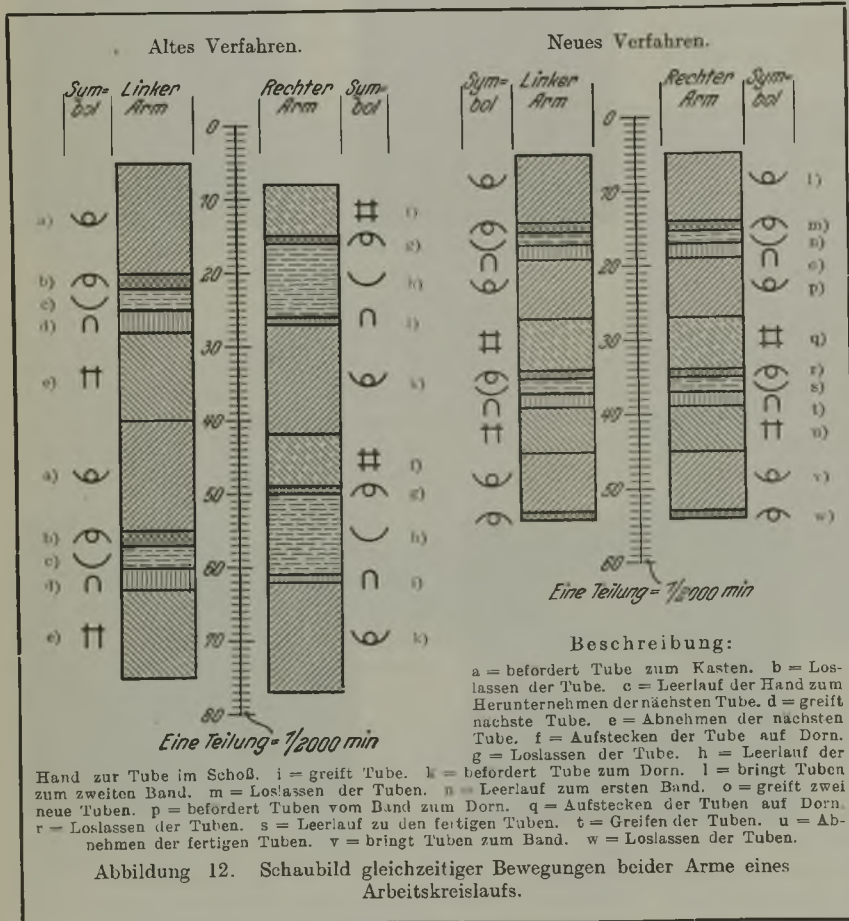 Altes Verfahren.
Sym=
bol
Linker
Arm
Rechter
Arm
Sym=
bol
0
10
20
30
40
50
60
70
80
a)
b)
c)
d)
e)
a)
b)
c)
d)
e)
f)
g)
h)
i)
k)
f)
g)
h)
i)
k)
Eine Teilung = 1/2000 min
Neues Verfahren.
Sym=
bol
Linker
Arm
Rechter
Arm
Sym=
bol
0
10
20
30
40
50
60
l)
m)
n)
o)
p)
q)
r)
s)
t)
u)
v)
w)
Eine Teilung = 1/2000 min
Beschreibung:
a = befordert Tube zum Kasten. b = Los-
lassen der Tube. c = Leerlauf der Hand zum
Herunternehmen der nächsten Tube. d = greift
nachste Tube. e = Abnehmen der nächsten
Tube. f = Aufstecken der Tube auf Dorn.
g = Loslassen der Tube. h = Leerlauf der
Hand zur Tube im Schoß. i = greift Tube. k = befordert Tube zum Dorn. l = bringt Tuben
zum zweiten Band. m = Loslassen der Tuben. n = Leerlauf zum ersten Band. o = greift zwei
neue Tuben. p = befordert Tuben vom Band zum Dorn. q = Aufstecken der Tuben auf Dorn.
r = Loslassen der Tuben. s = Leerlauf zu den fertigen Tuben. t = Greifen der Tuben. u = Ab-
nehmen der fertigen Tuben. v = bringt Tuben zum Band. w = Loslassen der Tuben.
Abbildung 12. Schaubild gleichzeitiger Bewegungen beider Arme eines
Arbeitskreislaufs.